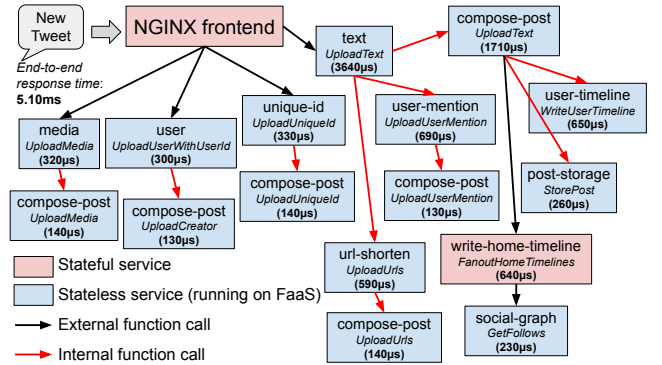 New
Tweet
NGINX frontend
End-to-end
response time:
5.10ms
text
UploadText
(3640μs)
compose-post
UploadText
(1710μs)
media
UploadMedia
(320μs)
user
UploadUserWithUserId
(300μs)
unique-id
UploadUniqueId
(330μs)
user-mention
UploadUserMention
(690μs)
user-timeline
WriteUserTimeline
(650μs)
compose-post
UploadMedia
(140μs)
compose-post
UploadCreator
(130μs)
compose-post
UploadUniqueId
(140μs)
compose-post
UploadUserMention
(130μs)
post-storage
StorePost
(260μs)
url-shorten
UploadUrls
(590μs)
write-home-timeline
FanoutHomeTimelines
(640μs)
compose-post
UploadUrls
(140μs)
social-graph
GetFollows
(230μs)
Stateful service
Stateless service (running on FaaS)
External function call
Internal function call